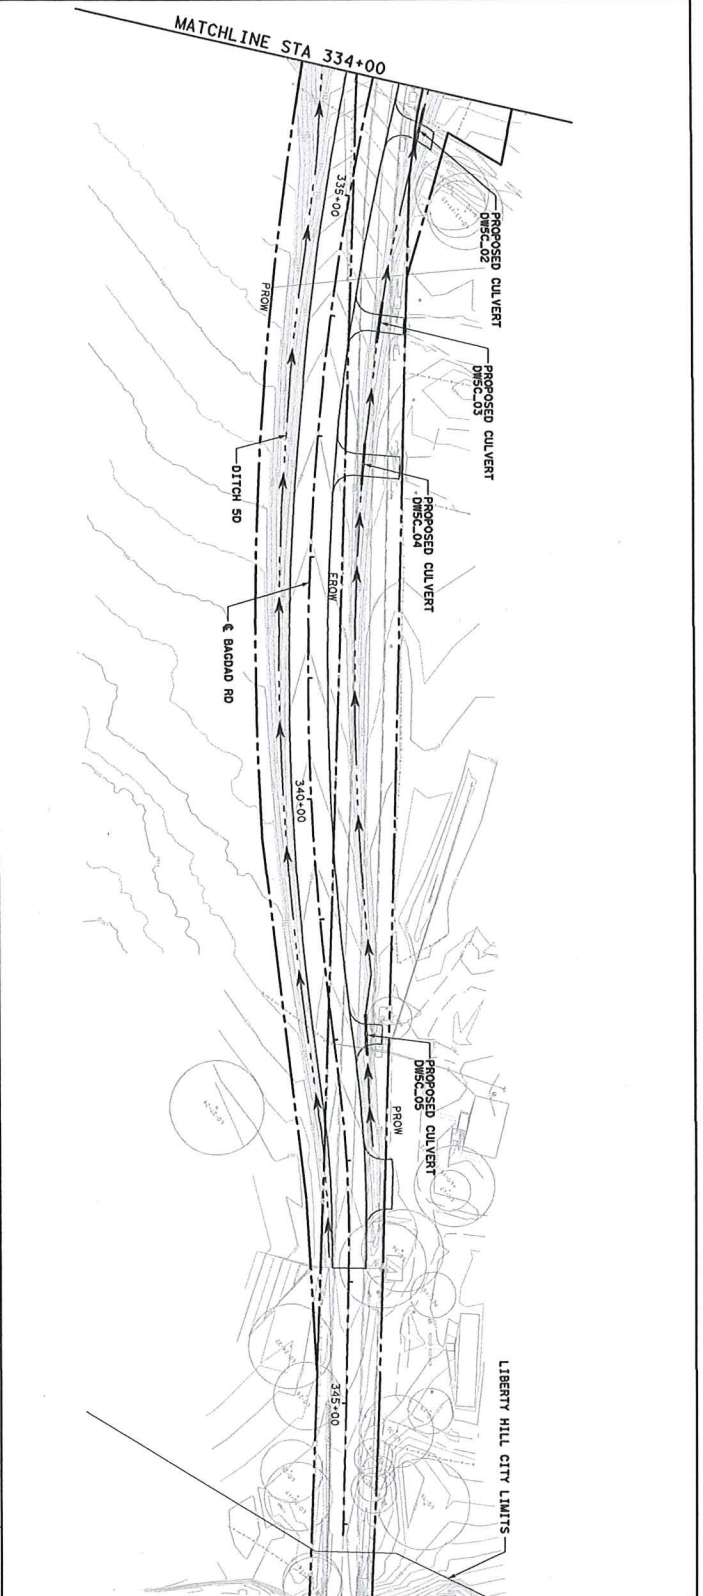 MATCHLINE STA 334+00
PROPOSED CULVERT
DW5C_02
335+00
PROW
PROPOSED CULVERT
DW5C_03
DITCH 5D
PROPOSED CULVERT
DW5C_04
EROW
℄ BAGDAD RD
340+00
PROPOSED CULVERT
DW5C_05
PROW
345+00
LIBERTY HILL CITY LIMITS